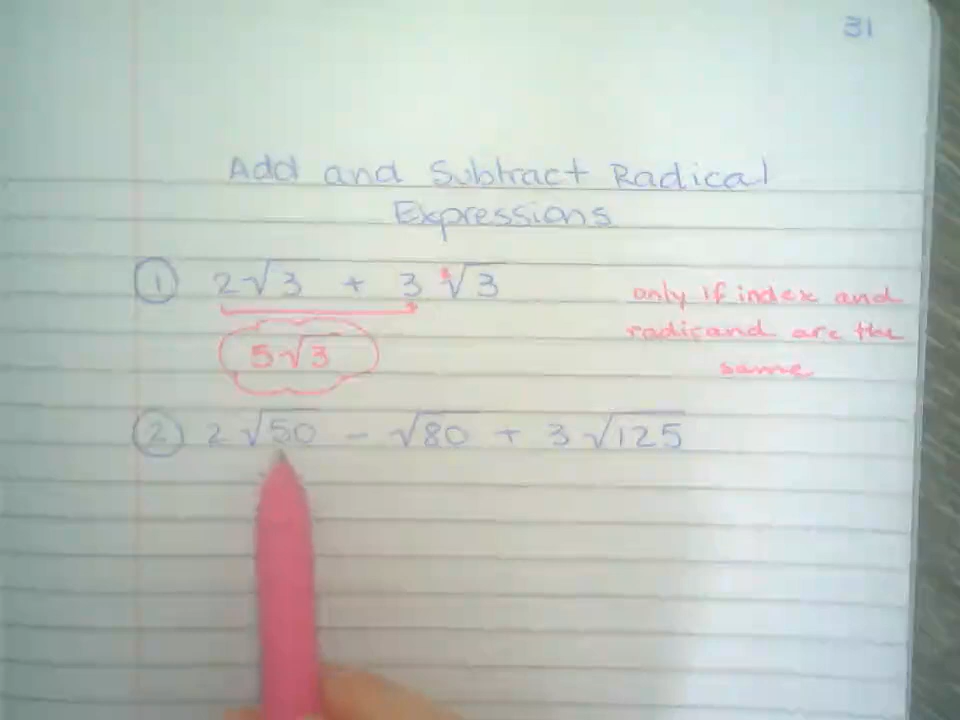 31
Add and Subtract Radical
Expressions
① 2√3 + 3 ²√3
only if index and
radicand are the
same
5√3
② 2√50 - √80 + 3√125